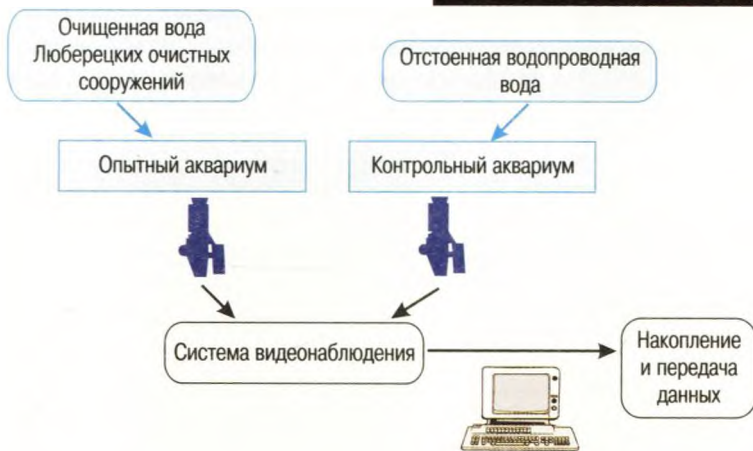 Очищенная вода
Люберецких очистных
сооружений
Отстоенная водопроводная
вода
Опытный аквариум
Контрольный аквариум
Система видеонаблюдения
Накопление
и передача
данных